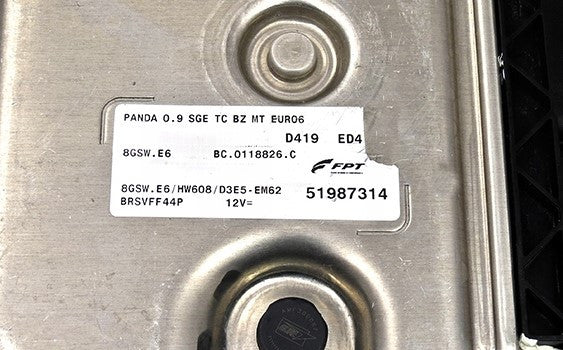 PANDA 0.9 SGE TC BZ MT EURO6
D419 ED4
8GSW.E6 BC.0118826.C
FPT
8GSW.E6/HW608/D3E5-EM62 51987314
BRSVFF44P 12V=